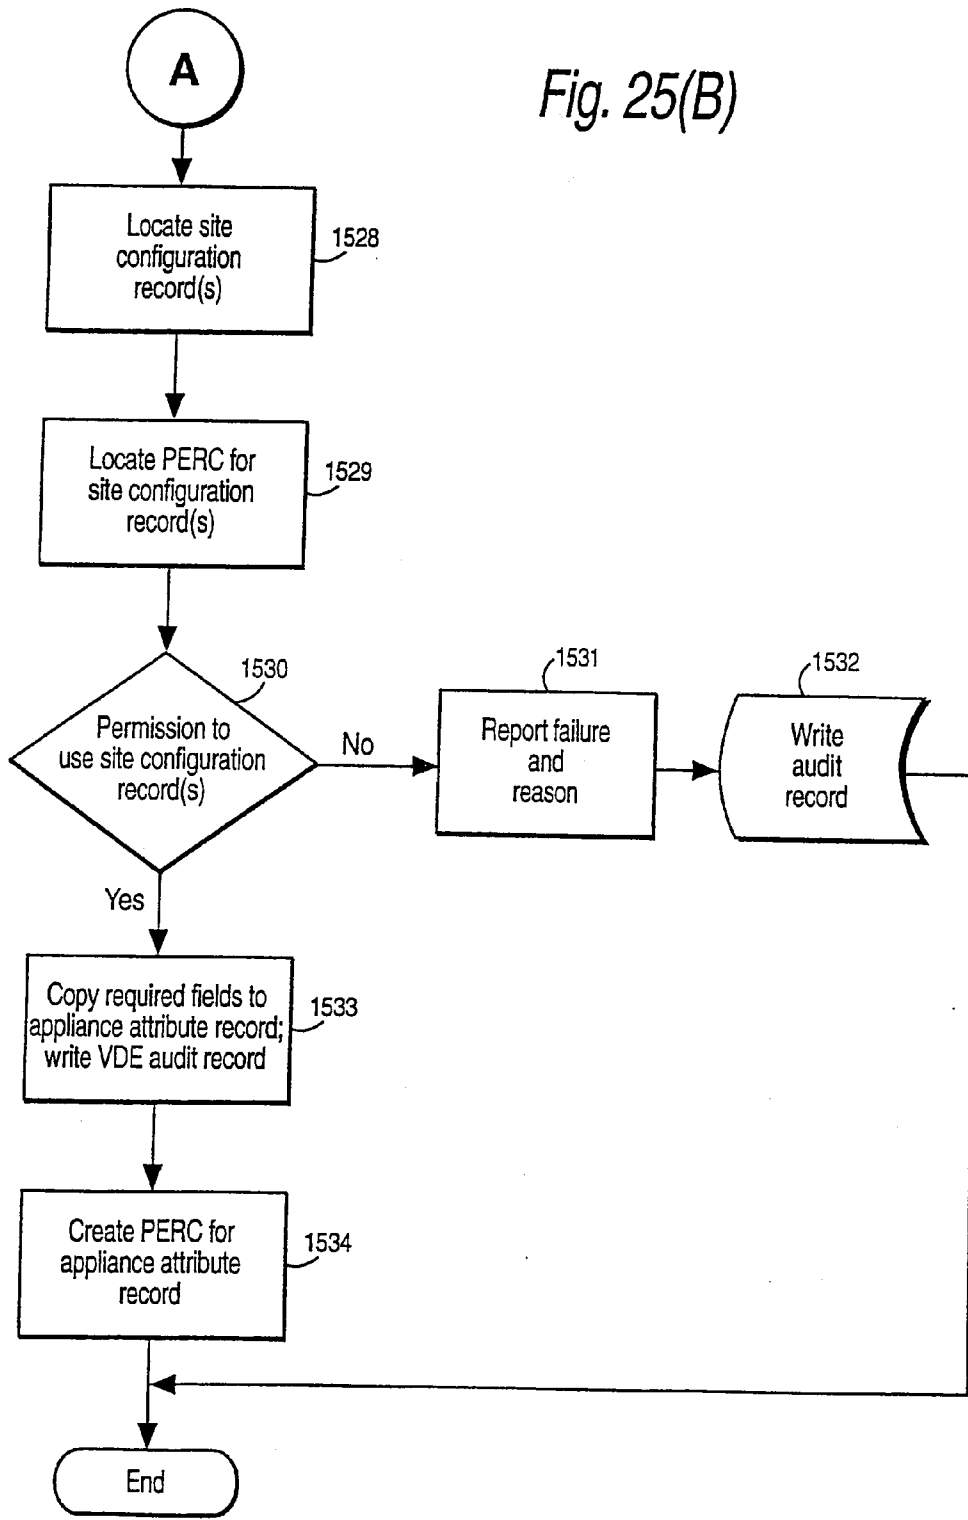 A
Fig. 25(B)
Locate site
configuration
record(s)
1528
Locate PERC for
site configuration
record(s)
1529
1530
Permission to
use site configuration
record(s)
No
1531
Report failure
and
reason
1532
Write
audit
record
Yes
Copy required fields to
appliance attribute record;
write VDE audit record
1533
Create PERC for
appliance attribute
record
1534
End